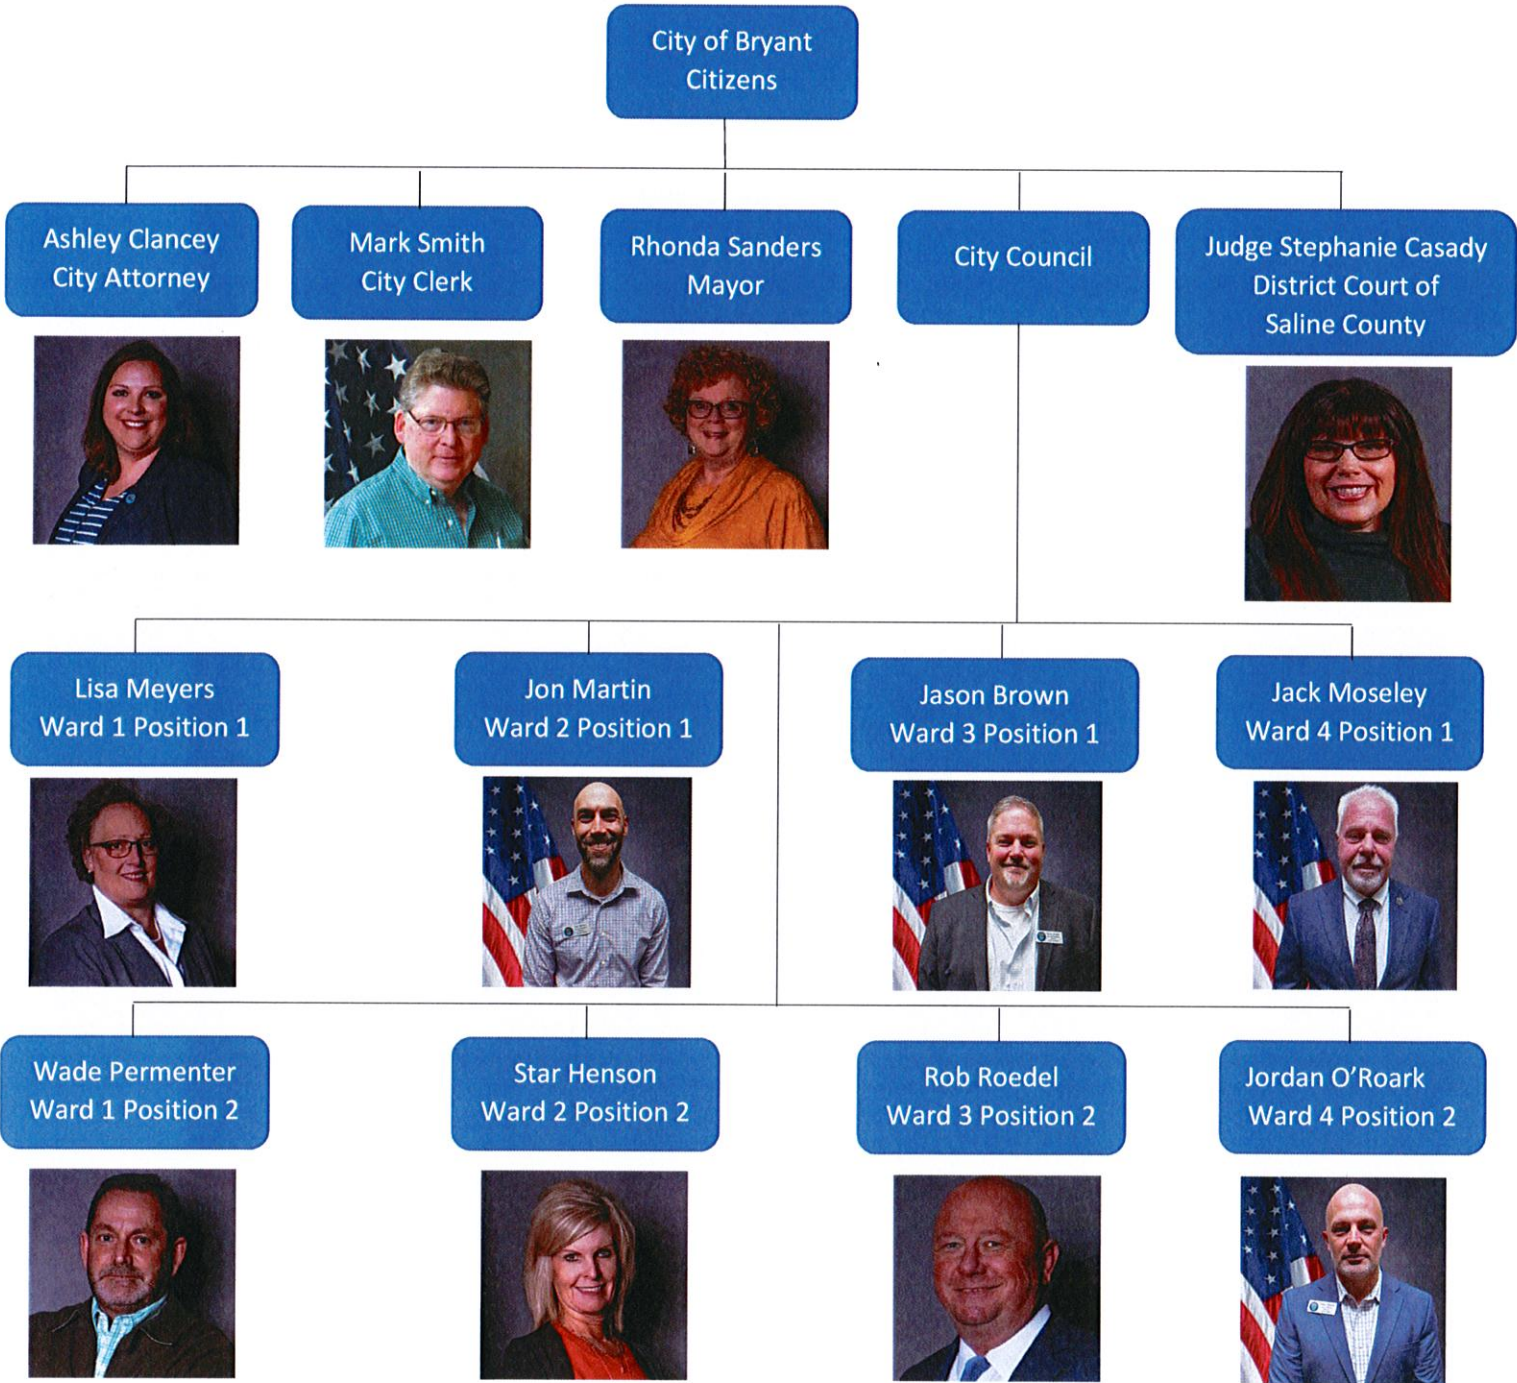 City of Bryant
Citizens
Ashley Clancey
City Attorney
Mark Smith
City Clerk
Rhonda Sanders
Mayor
City Council
Judge Stephanie Casady
District Court of
Saline County
Lisa Meyers
Ward 1 Position 1
Jon Martin
Ward 2 Position 1
Jason Brown
Ward 3 Position 1
Jack Moseley
Ward 4 Position 1
Wade Permenter
Ward 1 Position 2
Star Henson
Ward 2 Position 2
Rob Roedel
Ward 3 Position 2
Jordan O’Roark
Ward 4 Position 2